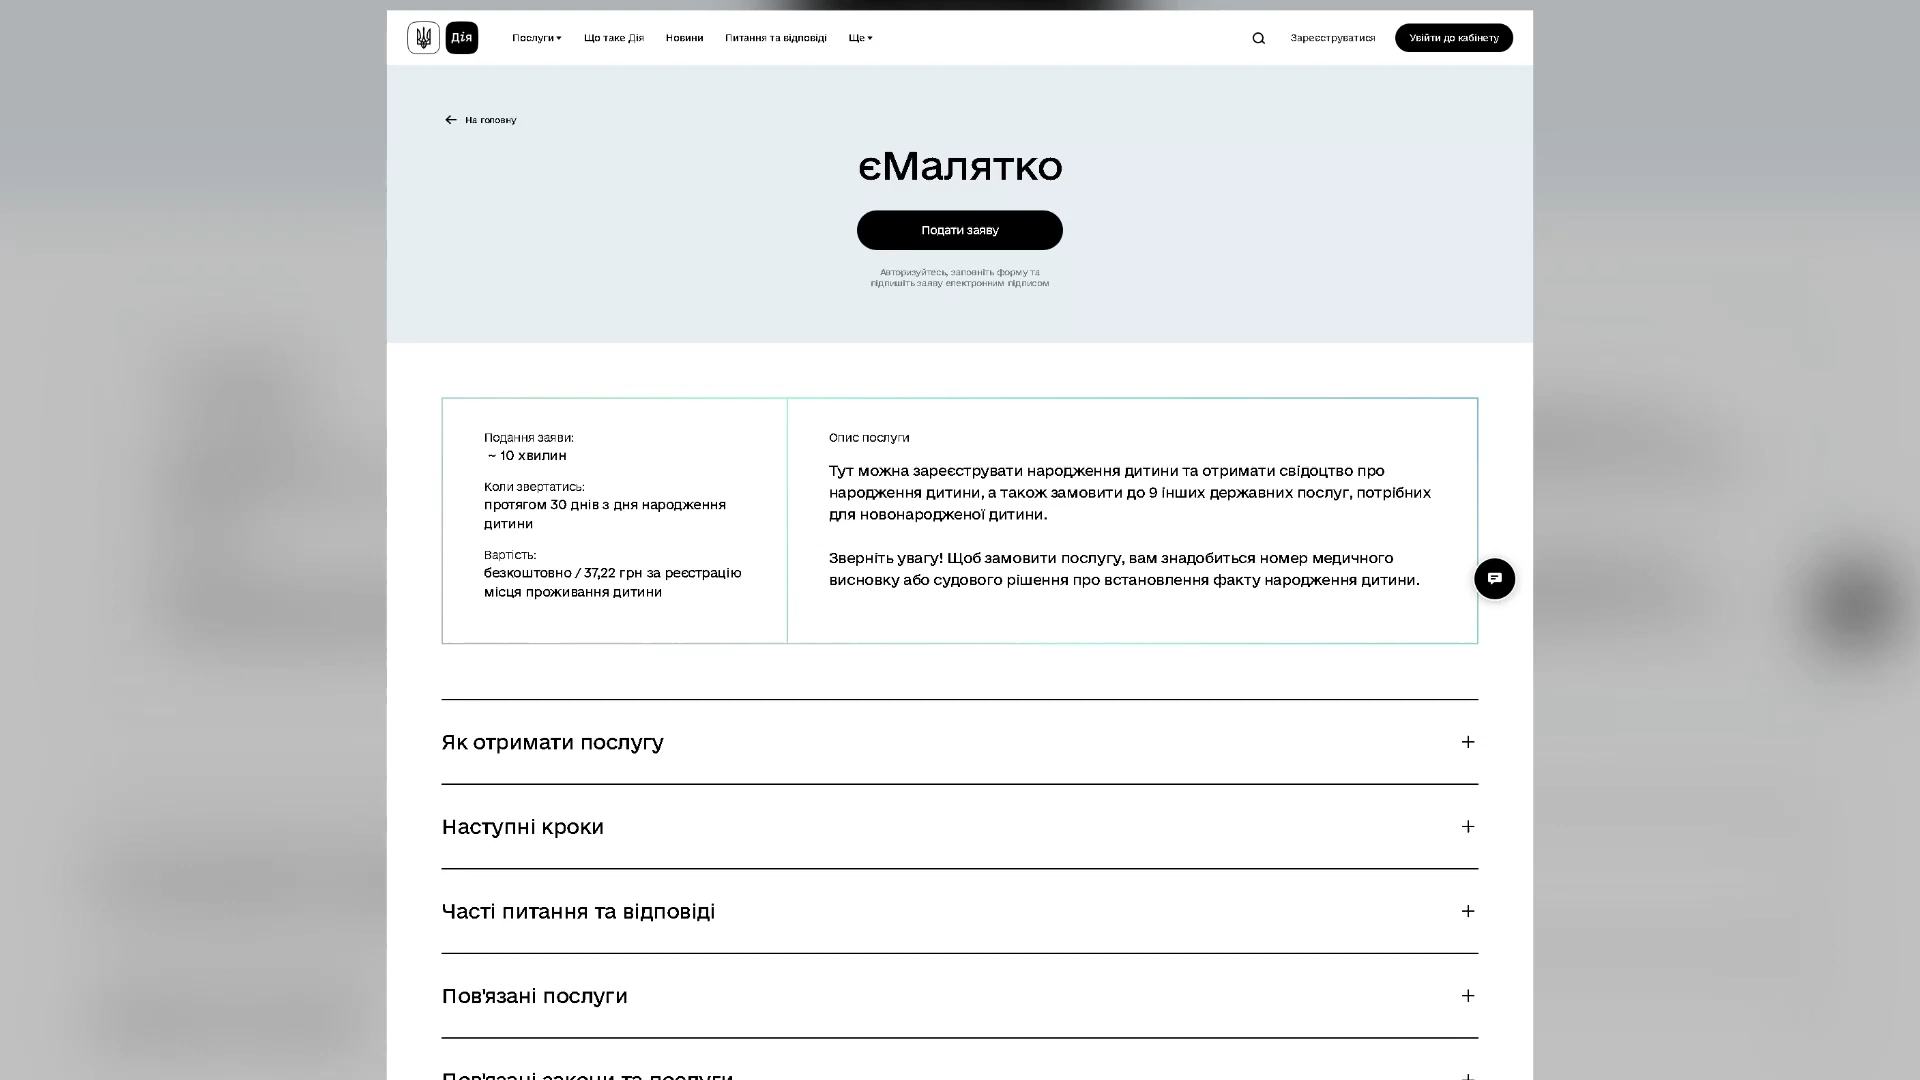 Дія Послуги Що таке Дія Новини Питання та відповіді Ще Зареєструватися Увійти до кабінету
На головну
єМалятко
Подати заяву
Авторизуйтесь, заповніть форму та
підпишіть заяву електронним підписом
Подання заяви:
~ 10 хвилин
Коли звертатись:
протягом 30 днів з дня народження
дитини
Вартість:
безкоштовно / 37,22 грн за реєстрацію
місця проживання дитини
Опис послуги
Тут можна зареєструвати народження дитини та отримати свідоцтво про
народження дитини, а також замовити до 9 інших державних послуг, потрібних
для новонародженої дитини.
Зверніть увагу! Щоб замовити послугу, вам знадобиться номер медичного
висновку або судового рішення про встановлення факту народження дитини.
Як отримати послугу
Наступні кроки
Часті питання та відповіді
Пов'язані послуги
Пов'язані закони та послуги